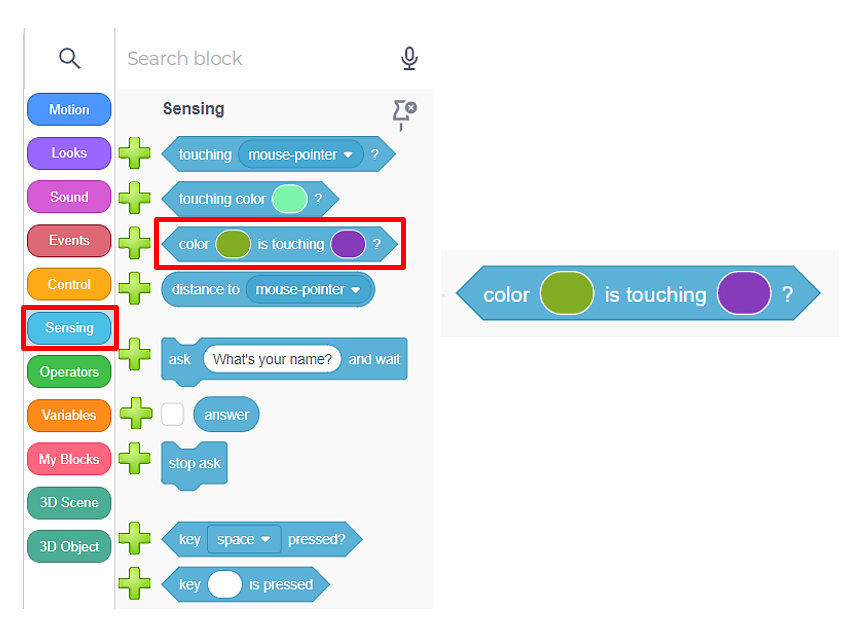 Search block
Motion
Looks
Sound
Events
Control
Sensing
Operators
Variables
My Blocks
3D Scene
3D Object
Sensing
touching mouse-pointer ?
touching color ?
color is touching ?
distance to mouse-pointer
ask What's your name? and wait
answer
stop ask
key space pressed?
key is pressed
color is touching ?